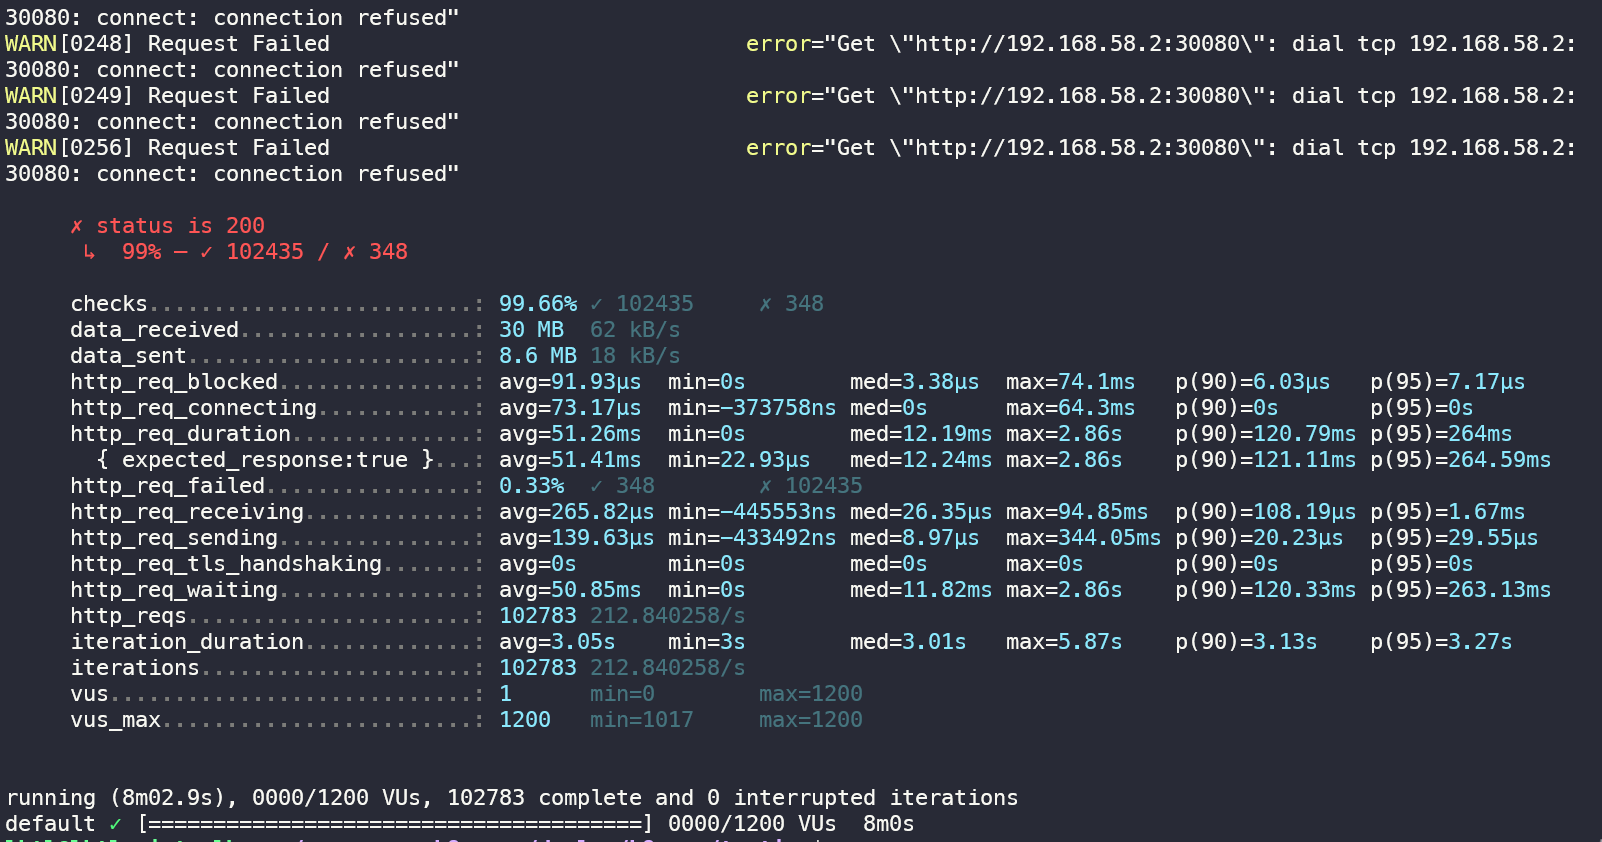 30080: connect: connection refused"
WARN[0248] Request Failed error="Get \"http://192.168.58.2:30080\": dial tcp 192.168.58.2:
30080: connect: connection refused"
WARN[0249] Request Failed error="Get \"http://192.168.58.2:30080\": dial tcp 192.168.58.2:
30080: connect: connection refused"
WARN[0256] Request Failed error="Get \"http://192.168.58.2:30080\": dial tcp 192.168.58.2:
30080: connect: connection refused"
✗ status is 200
↳ 99% — ✓ 102435 / ✗ 348
checks.........................: 99.66% ✓ 102435 ✗ 348
data_received..................: 30 MB 62 kB/s
data_sent......................: 8.6 MB 18 kB/s
http_req_blocked...............: avg=91.93µs min=0s med=3.38µs max=74.1ms p(90)=6.03µs p(95)=7.17µs
http_req_connecting............: avg=73.17µs min=-373758ns med=0s max=64.3ms p(90)=0s p(95)=0s
http_req_duration..............: avg=51.26ms min=0s med=12.19ms max=2.86s p(90)=120.79ms p(95)=264ms
{ expected_response:true }...: avg=51.41ms min=22.93µs med=12.24ms max=2.86s p(90)=121.11ms p(95)=264.59ms
http_req_failed................: 0.33% ✓ 348 ✗ 102435
http_req_receiving.............: avg=265.82µs min=-445553ns med=26.35µs max=94.85ms p(90)=108.19µs p(95)=1.67ms
http_req_sending...............: avg=139.63µs min=-433492ns med=8.97µs max=344.05ms p(90)=20.23µs p(95)=29.55µs
http_req_tls_handshaking.......: avg=0s min=0s med=0s max=0s p(90)=0s p(95)=0s
http_req_waiting...............: avg=50.85ms min=0s med=11.82ms max=2.86s p(90)=120.33ms p(95)=263.13ms
http_reqs......................: 102783 212.840258/s
iteration_duration.............: avg=3.05s min=3s med=3.01s max=5.87s p(90)=3.13s p(95)=3.27s
iterations.....................: 102783 212.840258/s
vus............................: 1 min=0 max=1200
vus_max........................: 1200 min=1017 max=1200
running (8m02.9s), 0000/1200 VUs, 102783 complete and 0 interrupted iterations
default ✓ [======================================] 0000/1200 VUs 8m0s